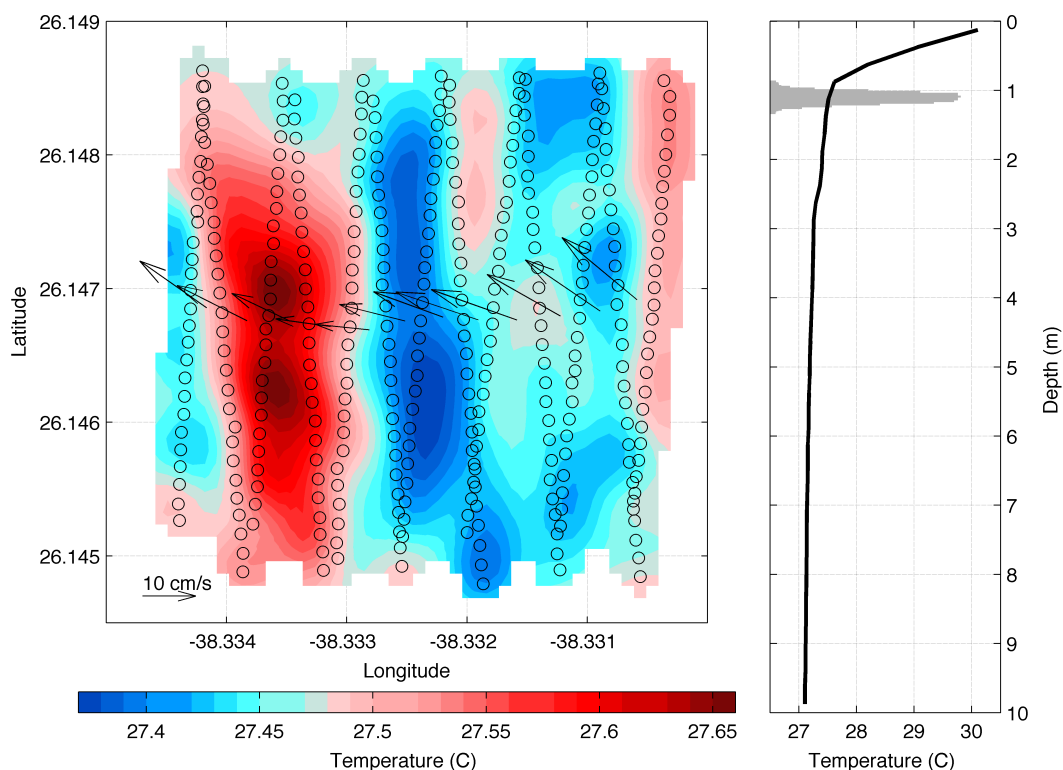 26.149
26.148
26.147
26.146
26.145
Latitude
10 cm/s
-38.334 -38.333 -38.332 -38.331
Longitude
27.4 27.45 27.5 27.55 27.6 27.65
Temperature (C)
0
1
2
3
4
5
6
7
8
9
10
Depth (m)
27 28 29 30
Temperature (C)